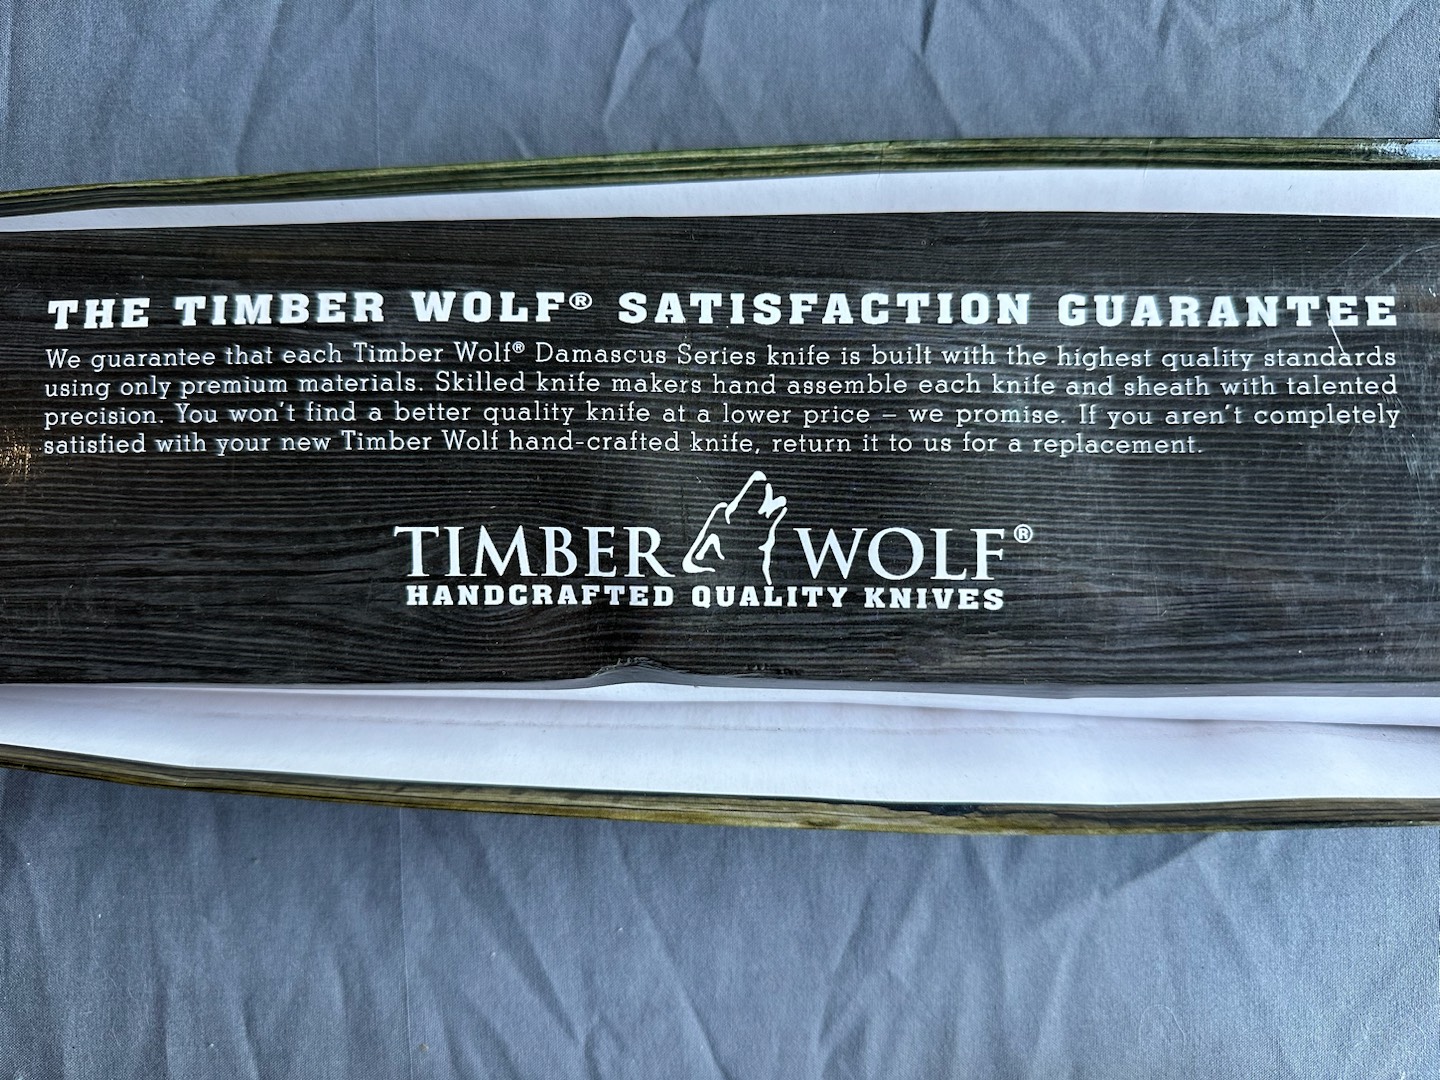 THE TIMBER WOLF® SATISFACTION GUARANTEE
We guarantee that each Timber Wolf® Damascus Series knife is built with the highest quality standards
using only premium materials. Skilled knife makers hand assemble each knife and sheath with talented
precision. You won't find a better quality knife at a lower price – we promise. If you aren't completely
satisfied with your new Timber Wolf hand-crafted knife, return it to us for a replacement.
TIMBER WOLF®
HANDCRAFTED QUALITY KNIVES